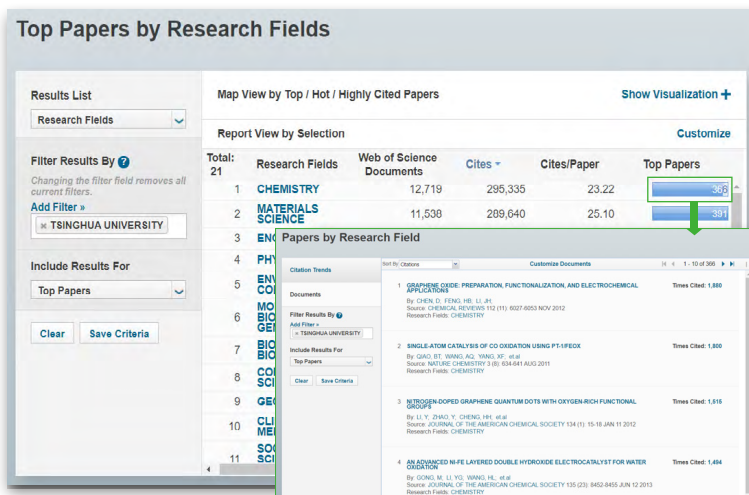 Top Papers by Research Fields
Results List
Research Fields
Filter Results By ?
Changing the filter field removes all
current filters.
Add Filter »
× TSINGHUA UNIVERSITY
Include Results For
Top Papers
Clear Save Criteria
Map View by Top / Hot / Highly Cited Papers Show Visualization +
Report View by Selection Customize
Total: 21 Research Fields Web of Science Documents Cites Cites/Paper Top Papers
1 CHEMISTRY 12,719 295,335 23.22 366
2 MATERIALS SCIENCE 11,538 289,640 25.10 391
3
4 PHY
5
6
7 BIO
BIO
8
9 GEO
10 CLI
11 SOC
SCI
Papers by Research Field
Citation Trends
Documents
Filter Results By ?
Add Filter »
× TSINGHUA UNIVERSITY
Include Results For
Top Papers
Clear Save Criteria
Sort By Citations Customize Documents 1 - 10 of 366
1 GRAPHENE OXIDE: PREPARATION, FUNCTIONALIZATION, AND ELECTROCHEMICAL Times Cited: 1,880
APPLICATIONS
By: CHEN, D; FENG, HB; LI, JH;
Source: CHEMICAL REVIEWS 112 (11): 6027-6053 NOV 2012
Research Fields: CHEMISTRY
2 SINGLE-ATOM CATALYSIS OF CO OXIDATION USING PT-1/FEOX Times Cited: 1,800
By: QIAO, BT; WANG, AQ; YANG, XF; et.al
Source: NATURE CHEMISTRY 3 (8): 634-641 AUG 2011
Research Fields: CHEMISTRY
3 NITROGEN-DOPED GRAPHENE QUANTUM DOTS WITH OXYGEN-RICH FUNCTIONAL Times Cited: 1,516
GROUPS
By: LI, Y; ZHAO, Y; CHENG, HH; et.al
Source: JOURNAL OF THE AMERICAN CHEMICAL SOCIETY 134 (1): 15-18 JAN 11 2012
Research Fields: CHEMISTRY
4 AN ADVANCED NI-FE LAYERED DOUBLE HYDROXIDE ELECTROCATALYST FOR WATER Times Cited: 1,494
OXIDATION
By: GONG, M; LI, YG; WANG, HL; et.al
Source: JOURNAL OF THE AMERICAN CHEMICAL SOCIETY 135 (23): 8452-8455 JUN 12 2013
Research Fields: CHEMISTRY